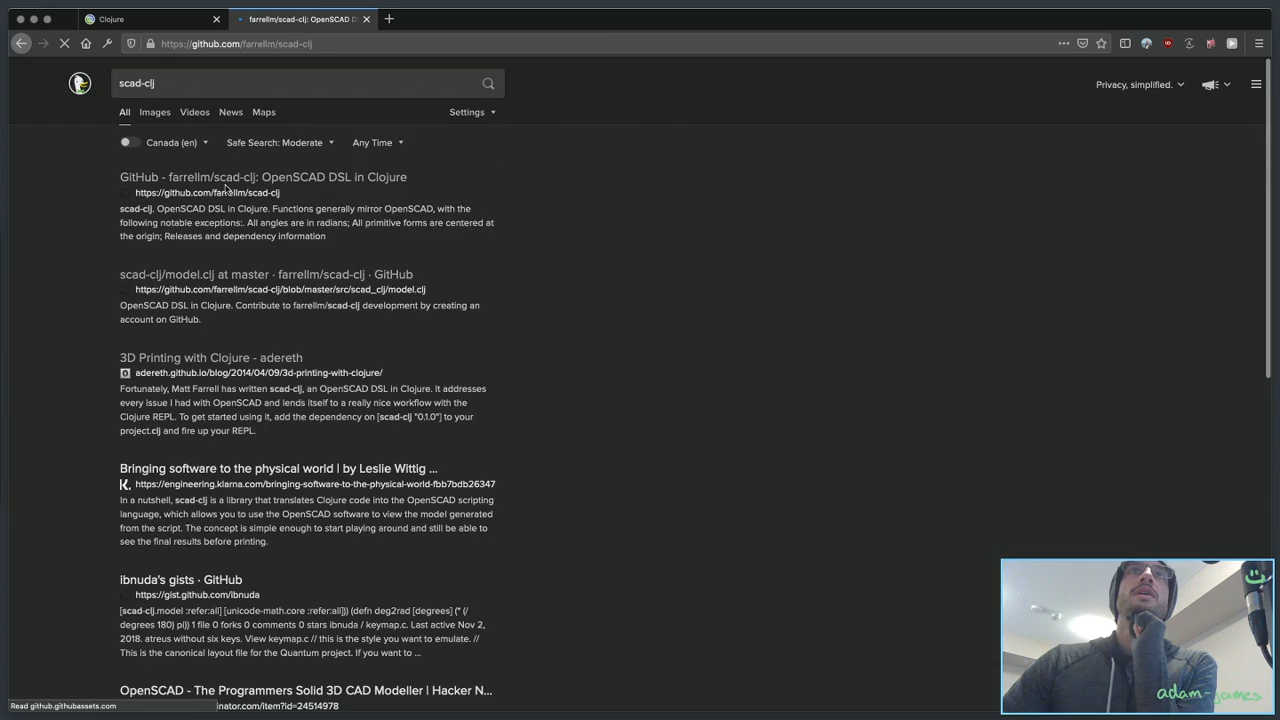 Clojure
farrellm/scad-clj: OpenSCAD D
https://github.com/farrellm/scad-clj
scad-clj
Privacy, simplified.
All Images Videos News Maps Settings
Canada (en) Safe Search: Moderate Any Time
GitHub - farrellm/scad-clj: OpenSCAD DSL in Clojure
https://github.com/farrellm/scad-clj
scad-clj. OpenSCAD DSL in Clojure. Functions generally mirror OpenSCAD, with the
following notable exceptions:. All angles are in radians; All primitive forms are centered at
the origin; Releases and dependency information
scad-clj/model.clj at master · farrellm/scad-clj · GitHub
https://github.com/farrellm/scad-clj/blob/master/src/scad_clj/model.clj
OpenSCAD DSL in Clojure. Contribute to farrellm/scad-clj development by creating an
account on GitHub.
3D Printing with Clojure - adereth
adereth.github.io/blog/2014/04/09/3d-printing-with-clojure/
Fortunately, Matt Farrell has written scad-clj, an OpenSCAD DSL in Clojure. It addresses
every issue I had with OpenSCAD and lends itself to a really nice workflow with the
Clojure REPL. To get started using it, add the dependency on [scad-clj "0.1.0"] to your
project.clj and fire up your REPL.
Bringing software to the physical world | by Leslie Wittig ...
https://engineering.klarna.com/bringing-software-to-the-physical-world-fbb7bdb26347
In a nutshell, scad-clj is a library that translates Clojure code into the OpenSCAD scripting
language, which allows you to use the OpenSCAD software to view the model generated
from the script. The concept is simple enough to start playing around and still be able to
see the final results before printing.
ibnuda's gists · GitHub
https://gist.github.com/ibnuda
[scad-clj.model :refer:all] [unicode-math.core :refer:all])) (defn deg2rad [degrees] (* (/
degrees 180) pi)) 1 file 0 forks 0 comments 0 stars ibnuda / keymap.c. Last active Nov 2,
2018. atreus without six keys. View keymap.c // this is the style you want to emulate. //
This is the canonical layout file for the Quantum project. If you want to ...
OpenSCAD - The Programmers Solid 3D CAD Modeller | Hacker N...
Read github.githubassets.com
inator.com/item?id=24514978
adam-james